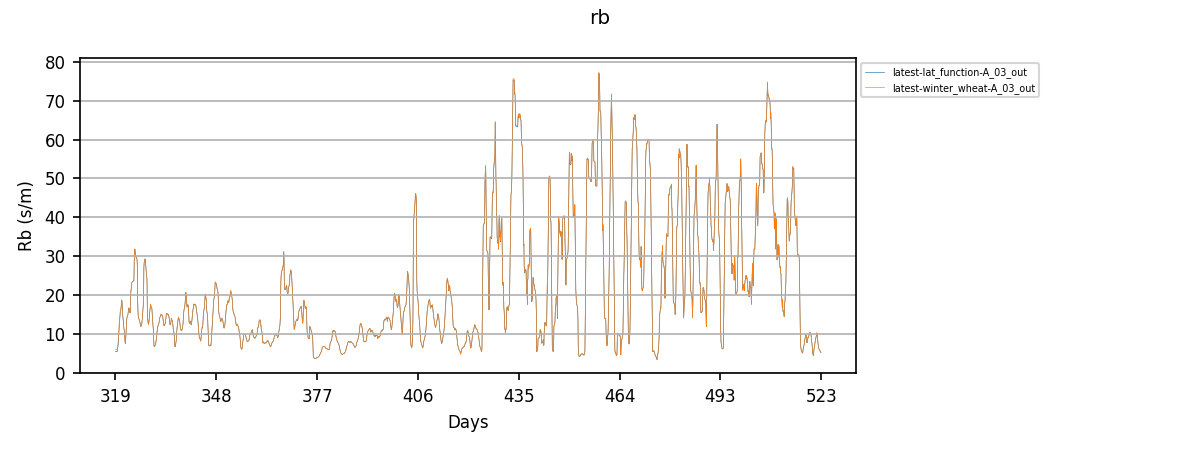 rb
80
70
60
50
40
30
20
10
0
Rb (s/m)
319 348 377 406 435 464 493 523
Days
latest-lat_function-A_03_out
latest-winter_wheat-A_03_out